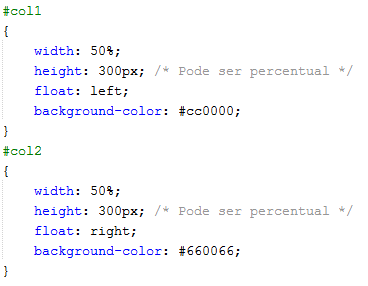 #col1
{
    width: 50%;
    height: 300px; /* Pode ser percentual */
    float: left;
    background-color: #cc0000;
}
#col2
{
    width: 50%;
    height: 300px; /* Pode ser percentual */
    float: right;
    background-color: #660066;
}